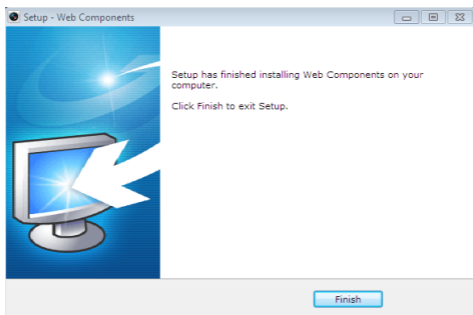 Setup - Web Components
Setup has finished installing Web Components on your
computer.
Click Finish to exit Setup.
Finish